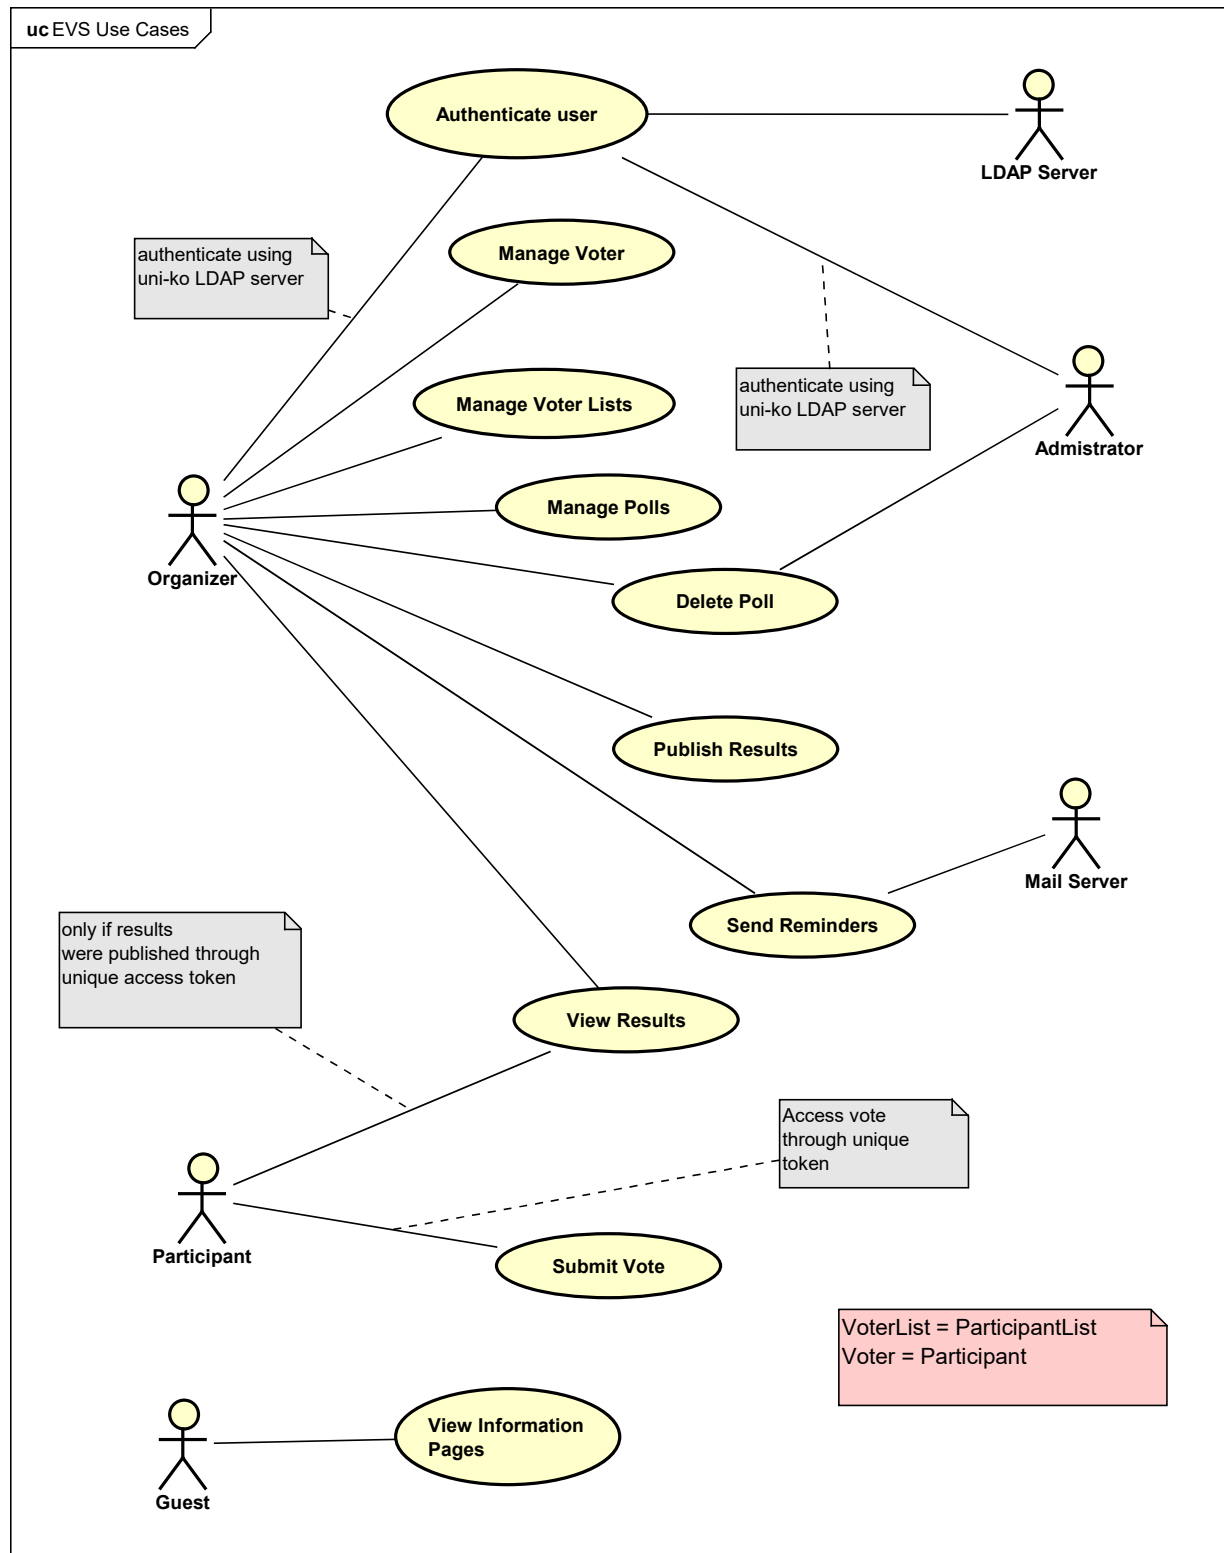 uc EVS Use Cases
Authenticate user
LDAP Server
authenticate using
uni-ko LDAP server
Manage Voter
authenticate using
uni-ko LDAP server
Manage Voter Lists
Admistrator
Manage Polls
Organizer
Delete Poll
Publish Results
Mail Server
Send Reminders
only if results
were published through
unique access token
View Results
Access vote
through unique
token
Participant
Submit Vote
VoterList = ParticipantList
Voter = Participant
View Information
Pages
Guest